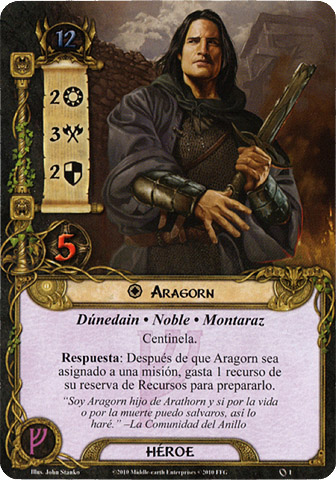 12
2
3
2
5
Aragorn
Dúnedain • Noble • Montaraz
Centinela.
Respuesta: Después de que Aragorn sea
asignado a una misión, gasta 1 recurso de
su reserva de Recursos para prepararlo.
“Soy Aragorn hijo de Arathorn y si por la vida
o por la muerte puedo salvaros, así lo
haré.” –La Comunidad del Anillo
HÉROE
Illus. John Stanko
©2010 Middle-earth Enterprises ©2010 FFG
1